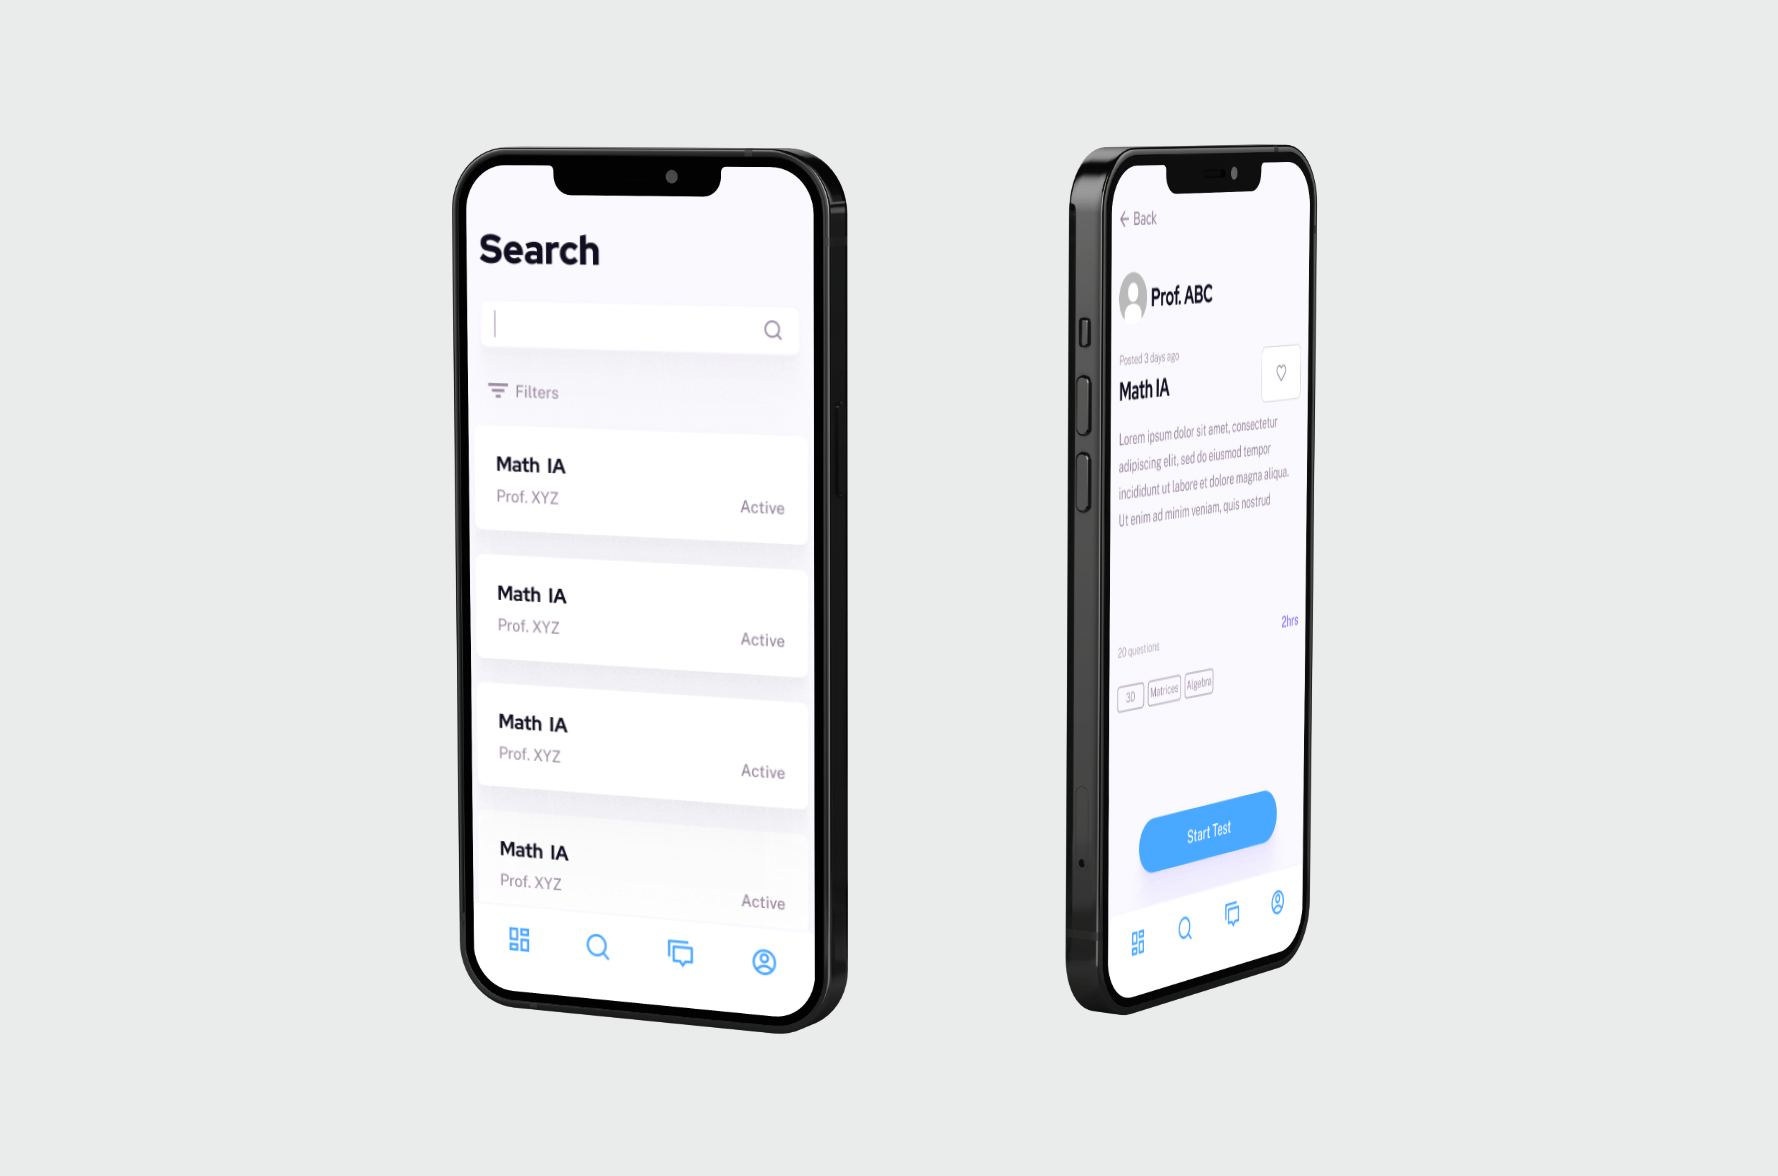 Search
Filters
Math IA
Prof. XYZ
Active
Math IA
Prof. XYZ
Active
Math IA
Prof. XYZ
Active
Math IA
Prof. XYZ
Active
Back
Prof. ABC
Posted 3 days ago
Math IA
Lorem ipsum dolor sit amet, consectetur
adipiscing elit, sed do eiusmod tempor
incididunt ut labore et dolore magna aliqua.
Ut enim ad minim veniam, quis nostrud
2hrs
20 questions
3D Matrices Algebra
Start Test